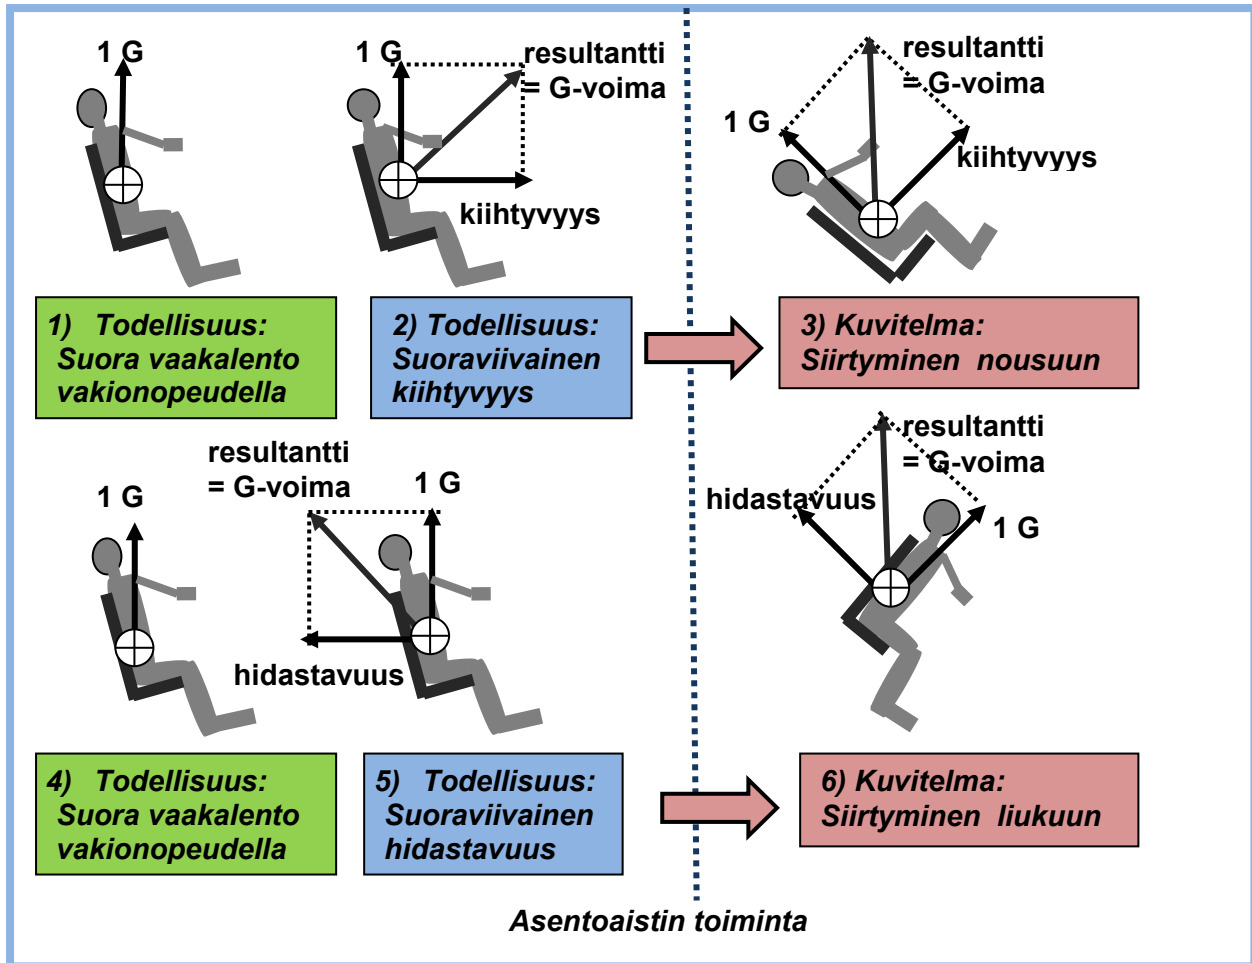 1 G
1 G
resultantti
= G-voima
kiihtyvyys
resultantti
= G-voima
1 G
kiihtyvyys
1) Todellisuus:
Suora vaakalento
vakionopeudella
2) Todellisuus:
Suoraviivainen
kiihtyvyys
3) Kuvitelma:
Siirtyminen nousuun
1 G
resultantti
= G-voima
1 G
hidastavuus
resultantti
= G-voima
hidastavuus
1 G
4) Todellisuus:
Suora vaakalento
vakionopeudella
5) Todellisuus:
Suoraviivainen
hidastavuus
6) Kuvitelma:
Siirtyminen liukuun
Asentoaistin toiminta